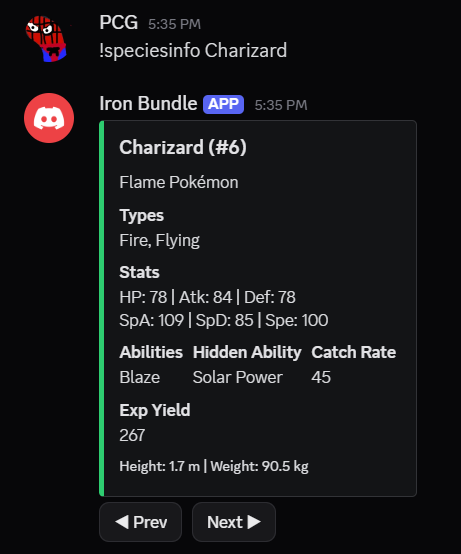 PCG 5:35 PM
!speciesinfo Charizard
Iron Bundle APP 5:35 PM
Charizard (#6)
Flame Pokémon
Types
Fire, Flying
Stats
HP: 78 | Atk: 84 | Def: 78
SpA: 109 | SpD: 85 | Spe: 100
Abilities Hidden Ability Catch Rate
Blaze Solar Power 45
Exp Yield
267
Height: 1.7 m | Weight: 90.5 kg
◀ Prev Next ▶